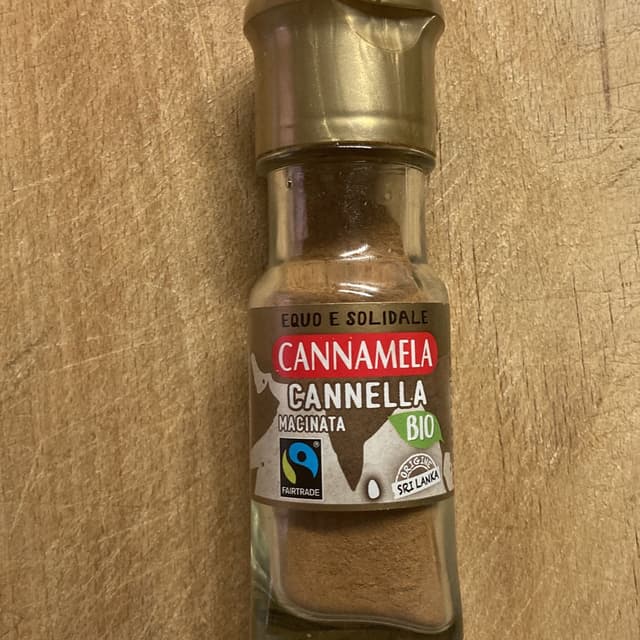 EQUO E SOLIDALE
CANNAMELA
CANNELLA
MACINATA
BIO
FAIRTRADE
ORIGINE
SRI LANKA